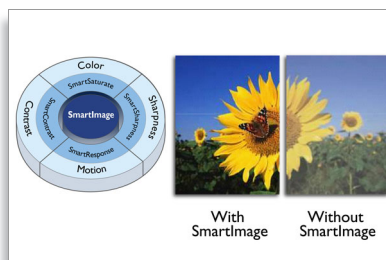 Color
SmartSaturate
Contrast
SmartContrast
SmartImage
SmartSharpness
Sharpness
SmartResponse
Motion
With
SmartImage
Without
SmartImage